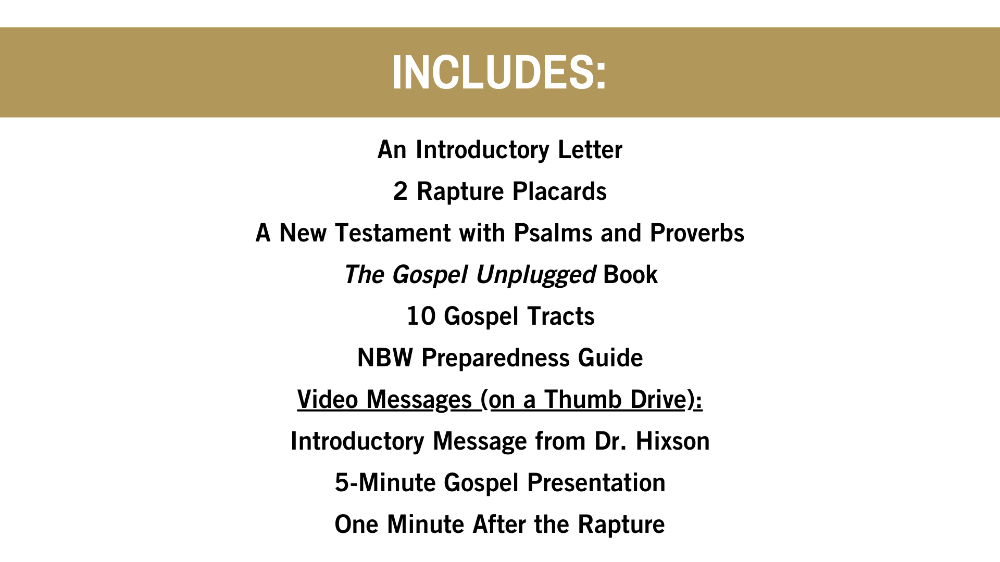 INCLUDES:
An Introductory Letter
2 Rapture Placards
A New Testament with Psalms and Proverbs
The Gospel Unplugged Book
10 Gospel Tracts
NBW Preparedness Guide
Video Messages (on a Thumb Drive):
Introductory Message from Dr. Hixson
5-Minute Gospel Presentation
One Minute After the Rapture